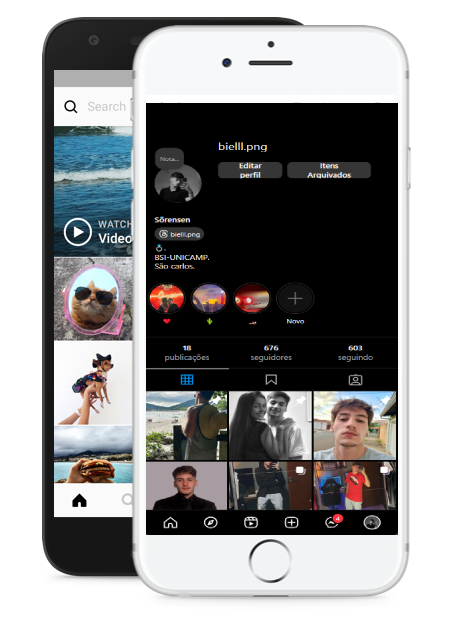 Search
WATCH
Video
bielll.png
Nota...
Editar
perfil
Itens
Arquivados
Sörensen
bielll.png
BSI-UNICAMP.
São carlos.
Novo
18
publicações
676
seguidores
603
seguindo
4